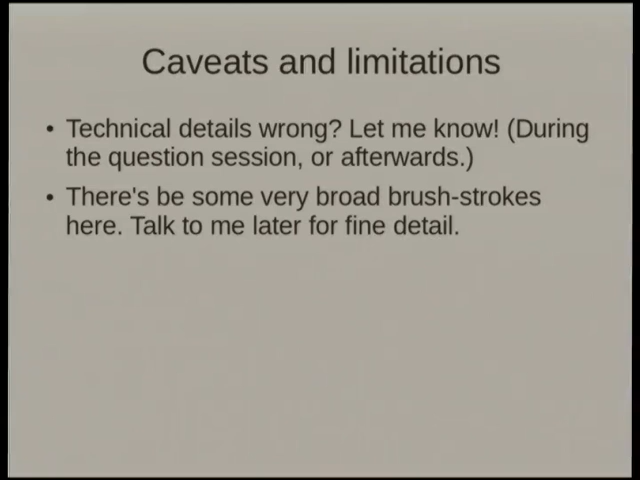 Caveats and limitations
• Technical details wrong? Let me know! (During
the question session, or afterwards.)
• There's be some very broad brush-strokes
here. Talk to me later for fine detail.